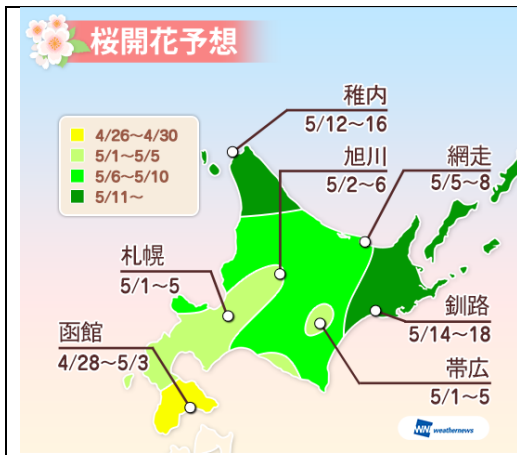 桜開花予想
4/26～4/30
5/1～5/5
5/6～5/10
5/11～
稚内
5/12～16
旭川
5/2～6
網走
5/5～8
札幌
5/1～5
函館
4/28～5/3
釧路
5/14～18
帯広
5/1～5
WN weathernews